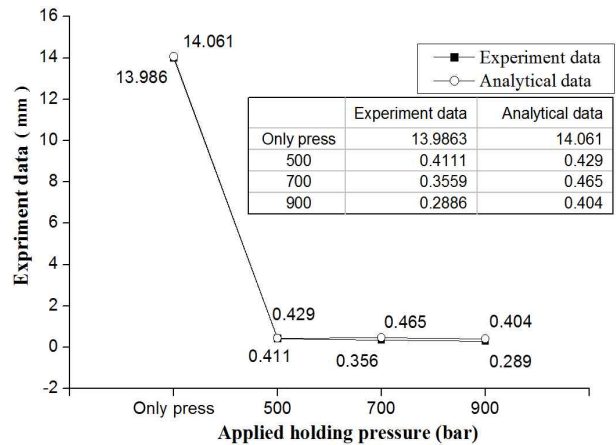 16
14
12
10
8
6
4
2
0
-2
Expriment data ( mm )
14.061
13.986
Experiment data
Analytical data
Experiment data Analytical data
Only press 13.9863 14.061
500 0.4111 0.429
700 0.3559 0.465
900 0.2886 0.404
0.429 0.465 0.404
0.411 0.356 0.289
Only press 500 700 900
Applied holding pressure (bar)